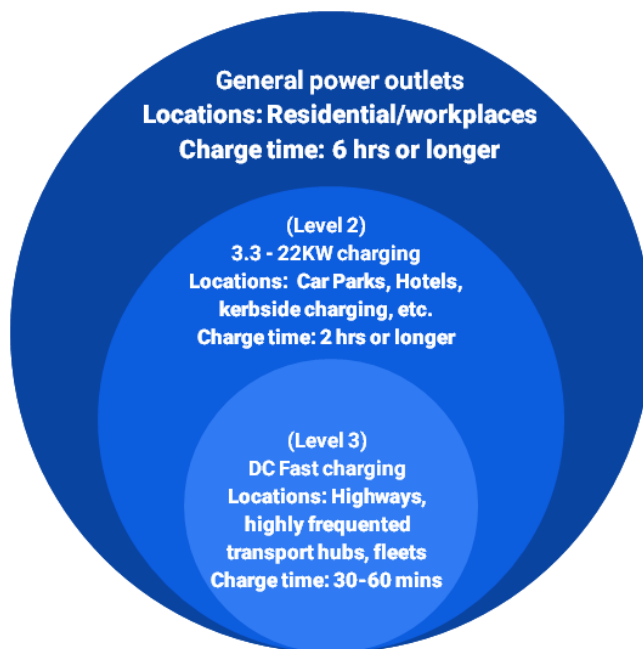 General power outlets
Locations: Residential/workplaces
Charge time: 6 hrs or longer
(Level 2)
3.3 - 22KW charging
Locations: Car Parks, Hotels,
kerbside charging, etc.
Charge time: 2 hrs or longer
(Level 3)
DC Fast charging
Locations: Highways,
highly frequented
transport hubs, fleets
Charge time: 30-60 mins